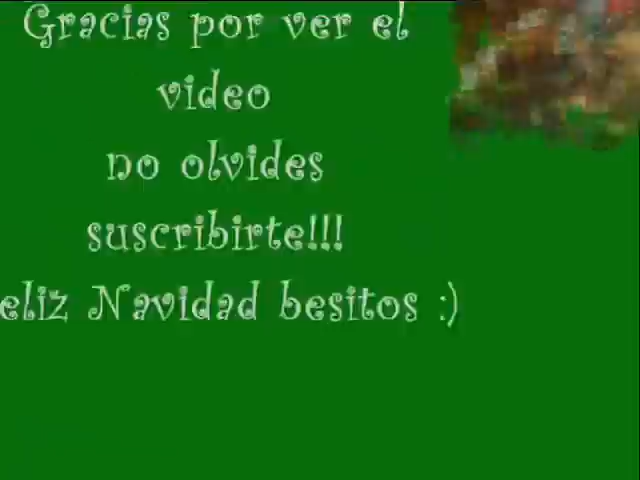 Gracias por ver el
video
no olvides
suscribirte!!!
eliz Navidad besitos :)